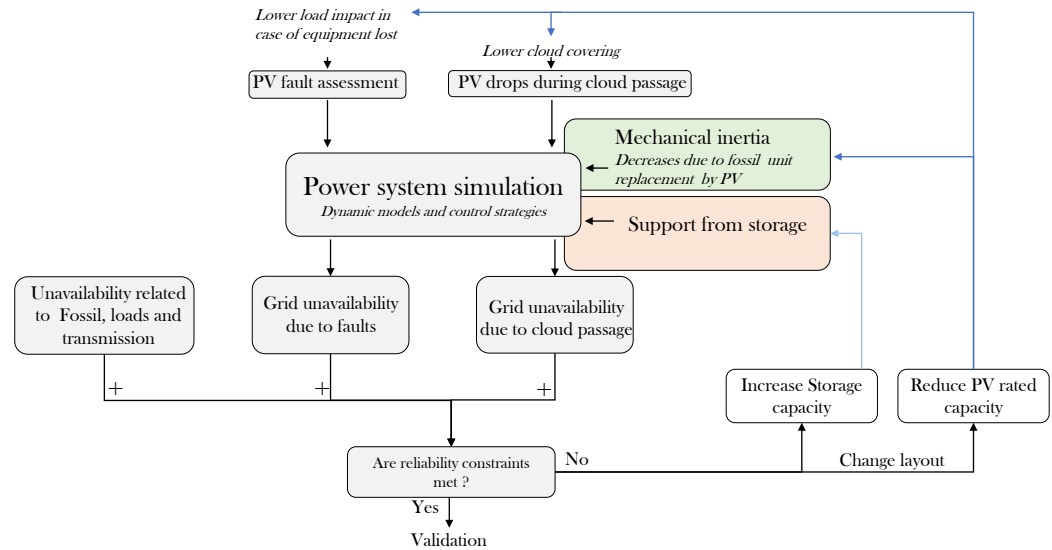 Lower load impact in
case of equipment lost
Lower cloud covering
PV fault assessment
PV drops during cloud passage
Mechanical inertia
Decreases due to fossil unit
replacement by PV
Power system simulation
Dynamic models and control strategies
Support from storage
Unavailability related
to Fossil, loads and
transmission
Grid unavailability
due to faults
Grid unavailability
due to cloud passage
+
+
+
Increase Storage
capacity
Reduce PV rated
capacity
Are reliability constraints
met ?
No
Change layout
Yes
Validation